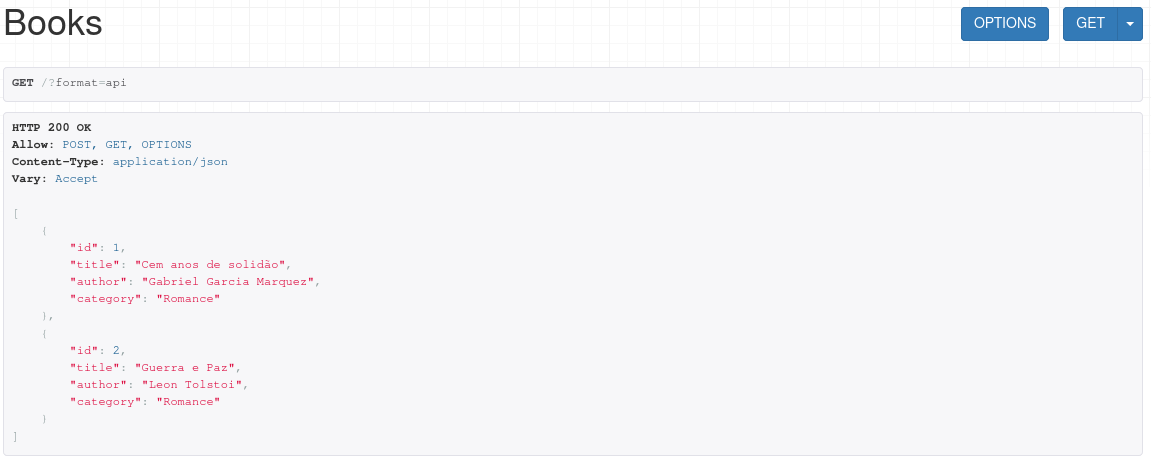 Books
OPTIONS GET
GET /?format=api
HTTP 200 OK
Allow: POST, GET, OPTIONS
Content-Type: application/json
Vary: Accept
[
    {
        "id": 1,
        "title": "Cem anos de solidão",
        "author": "Gabriel Garcia Marquez",
        "category": "Romance"
    },
    {
        "id": 2,
        "title": "Guerra e Paz",
        "author": "Leon Tolstoi",
        "category": "Romance"
    }
]